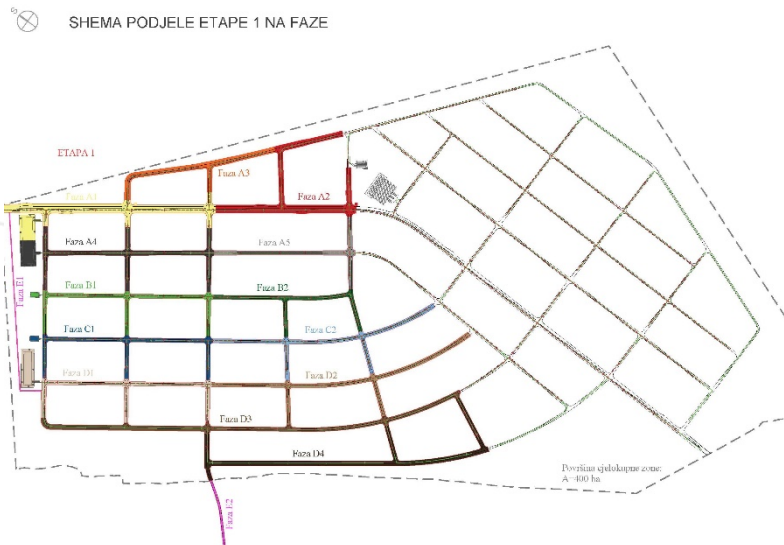 SHEMA PODJELE ETAPE 1 NA FAZE
ETAPA 1
Faza A3
Faza A1
Faza A2
Faza A4
Faza A5
Faza E1
Faza B1
Faza B2
Faza C1
Faza C2
Faza D1
Faza D2
Faza D3
Faza D4
Površina cjelokupne zone:
A=400 ha
Faza E2